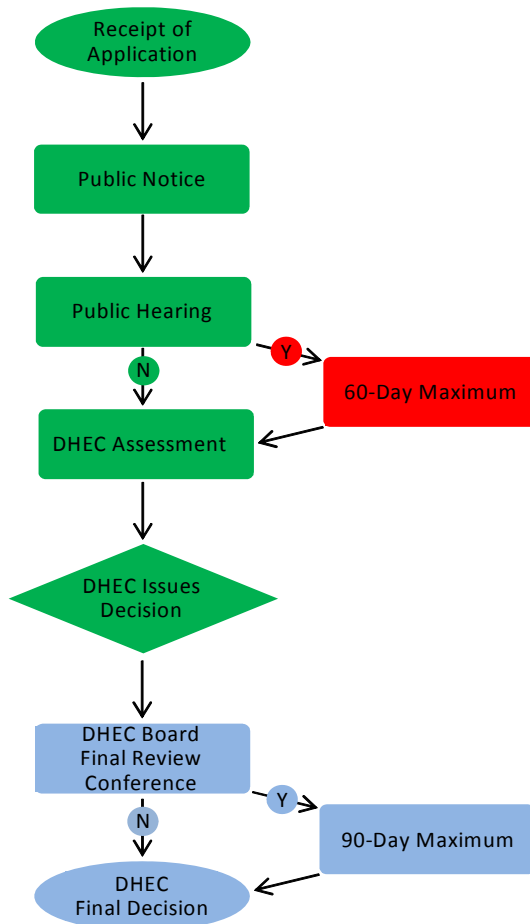 Receipt of
Application
Public Notice
Public Hearing
Y
N
60-Day Maximum
DHEC Assessment
DHEC Issues
Decision
DHEC Board
Final Review
Conference
Y
N
90-Day Maximum
DHEC
Final Decision